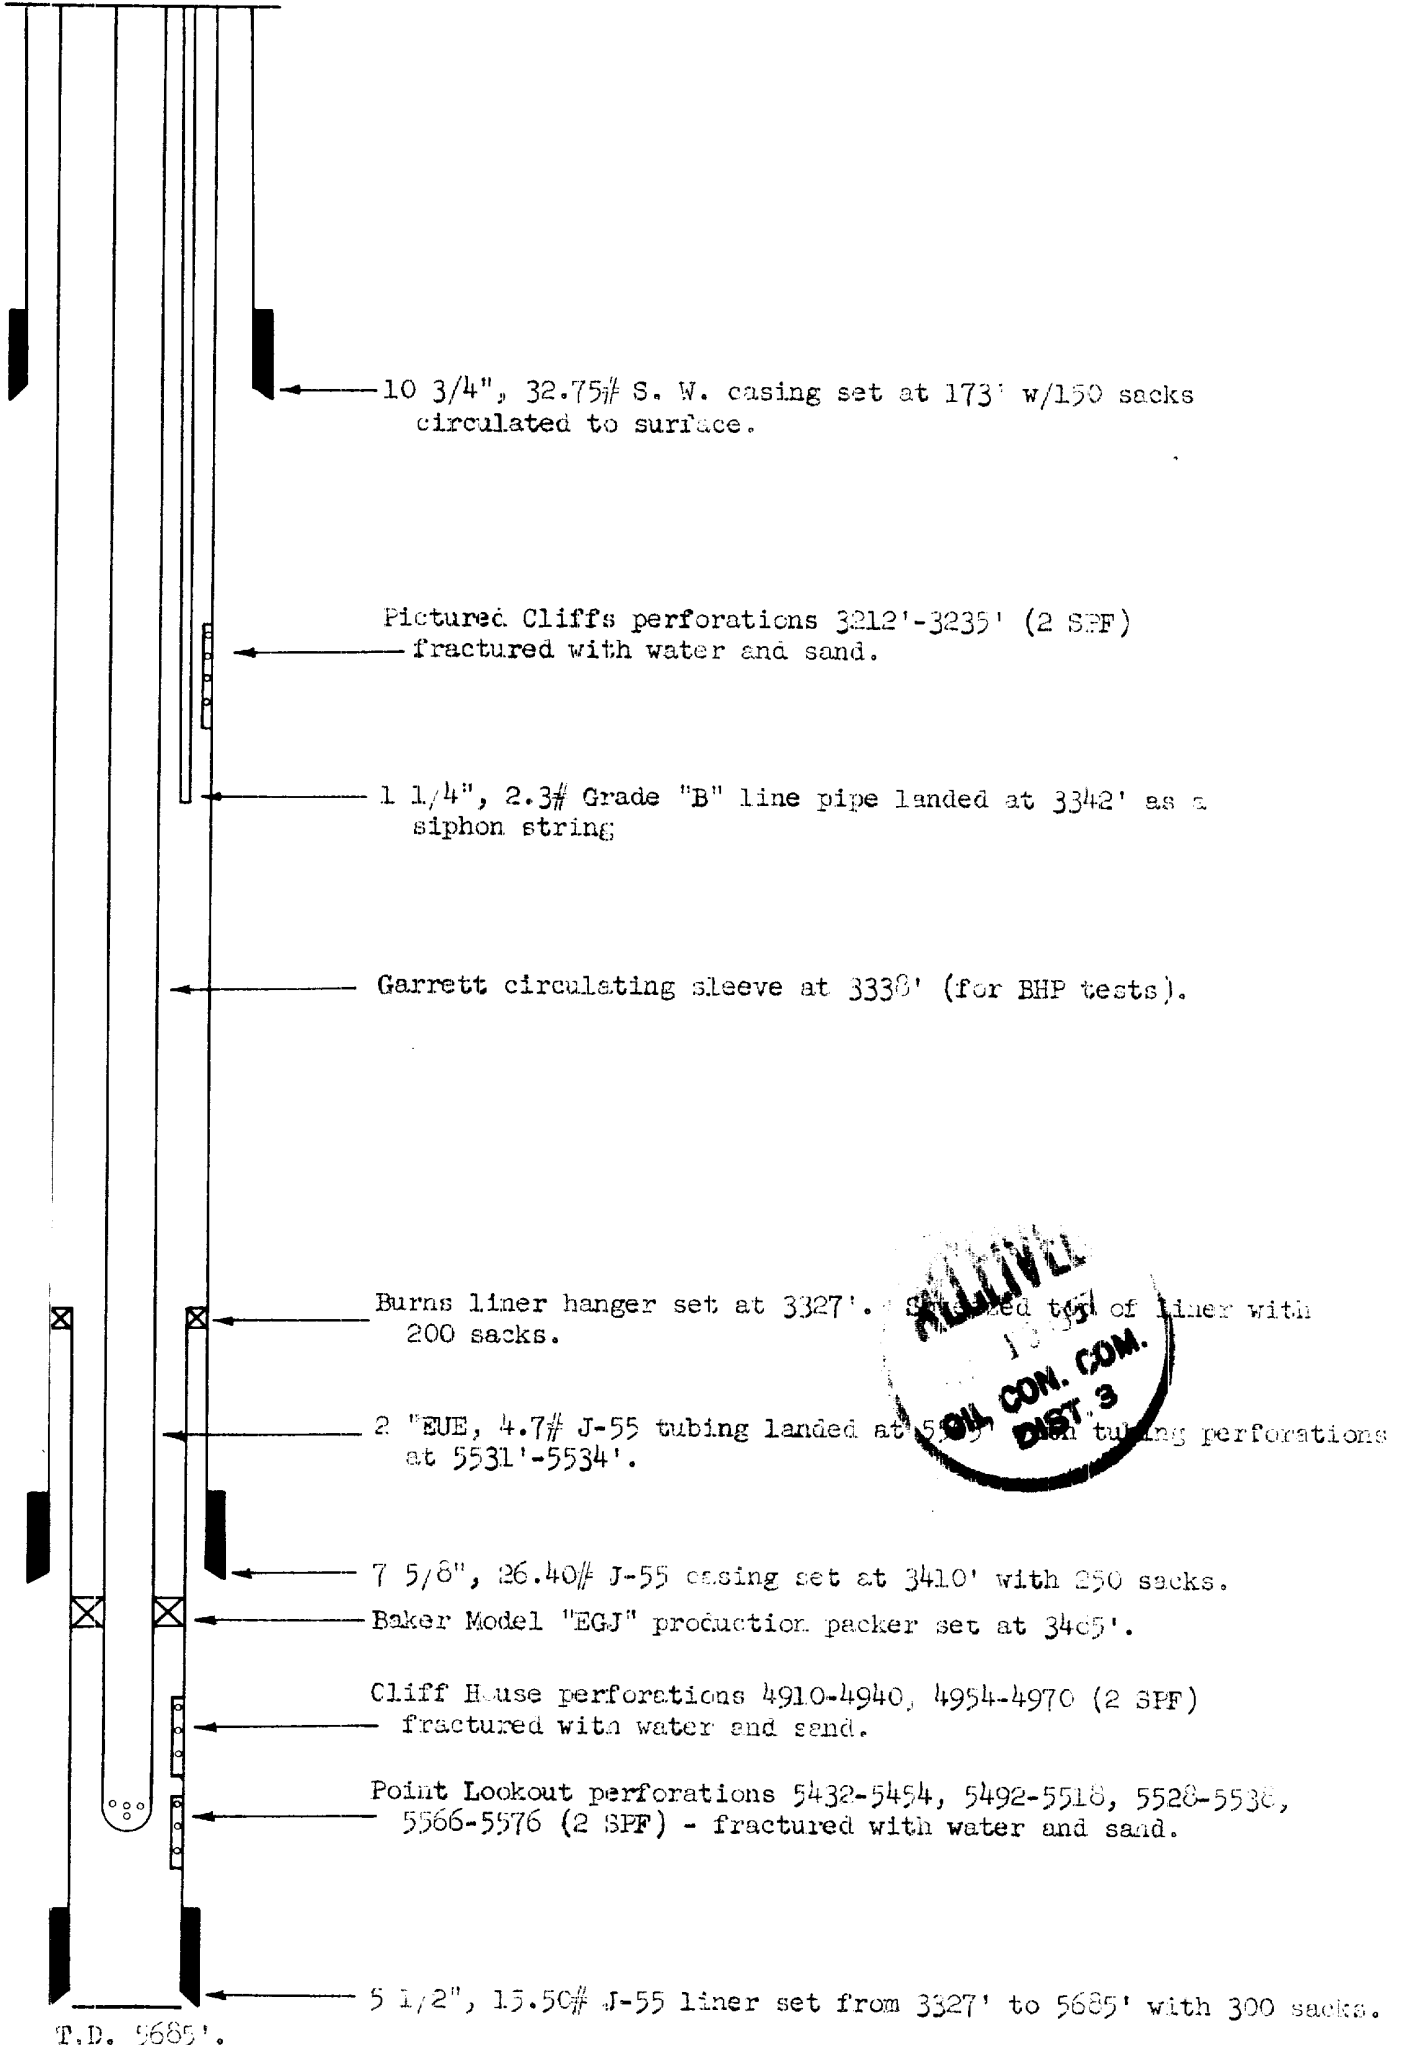 10 3/4", 32.75# S. W. casing set at 173' w/150 sacks
circulated to surface.
Pictured Cliffs perforations 3212'-3235' (2 SPF)
fractured with water and sand.
1 1/4", 2.3# Grade "B" line pipe landed at 3342' as a
siphon string
Garrett circulating sleeve at 3338' (for BHP tests).
Burns liner hanger set at 3327'. Squeezed top of liner with
200 sacks.
2 "EUE, 4.7# J-55 tubing landed at with tubing perforations
at 5531'-5534'.
OIL CON. COM.
DIST. 3
7 5/8", 26.40# J-55 casing set at 3410' with 250 sacks.
Baker Model "EGJ" production packer set at
Cliff House perforations 4910-4940, 4954-4970 (2 SPF)
fractured with water and sand.
Point Lookout perforations 5432-5454, 5492-5518, 5528-5538,
5566-5576 (2 SPF) - fractured with water and sand.
5 1/2", 15.50# J-55 liner set from 3327' to 5685' with 300 sacks.
T.D. 5685'.